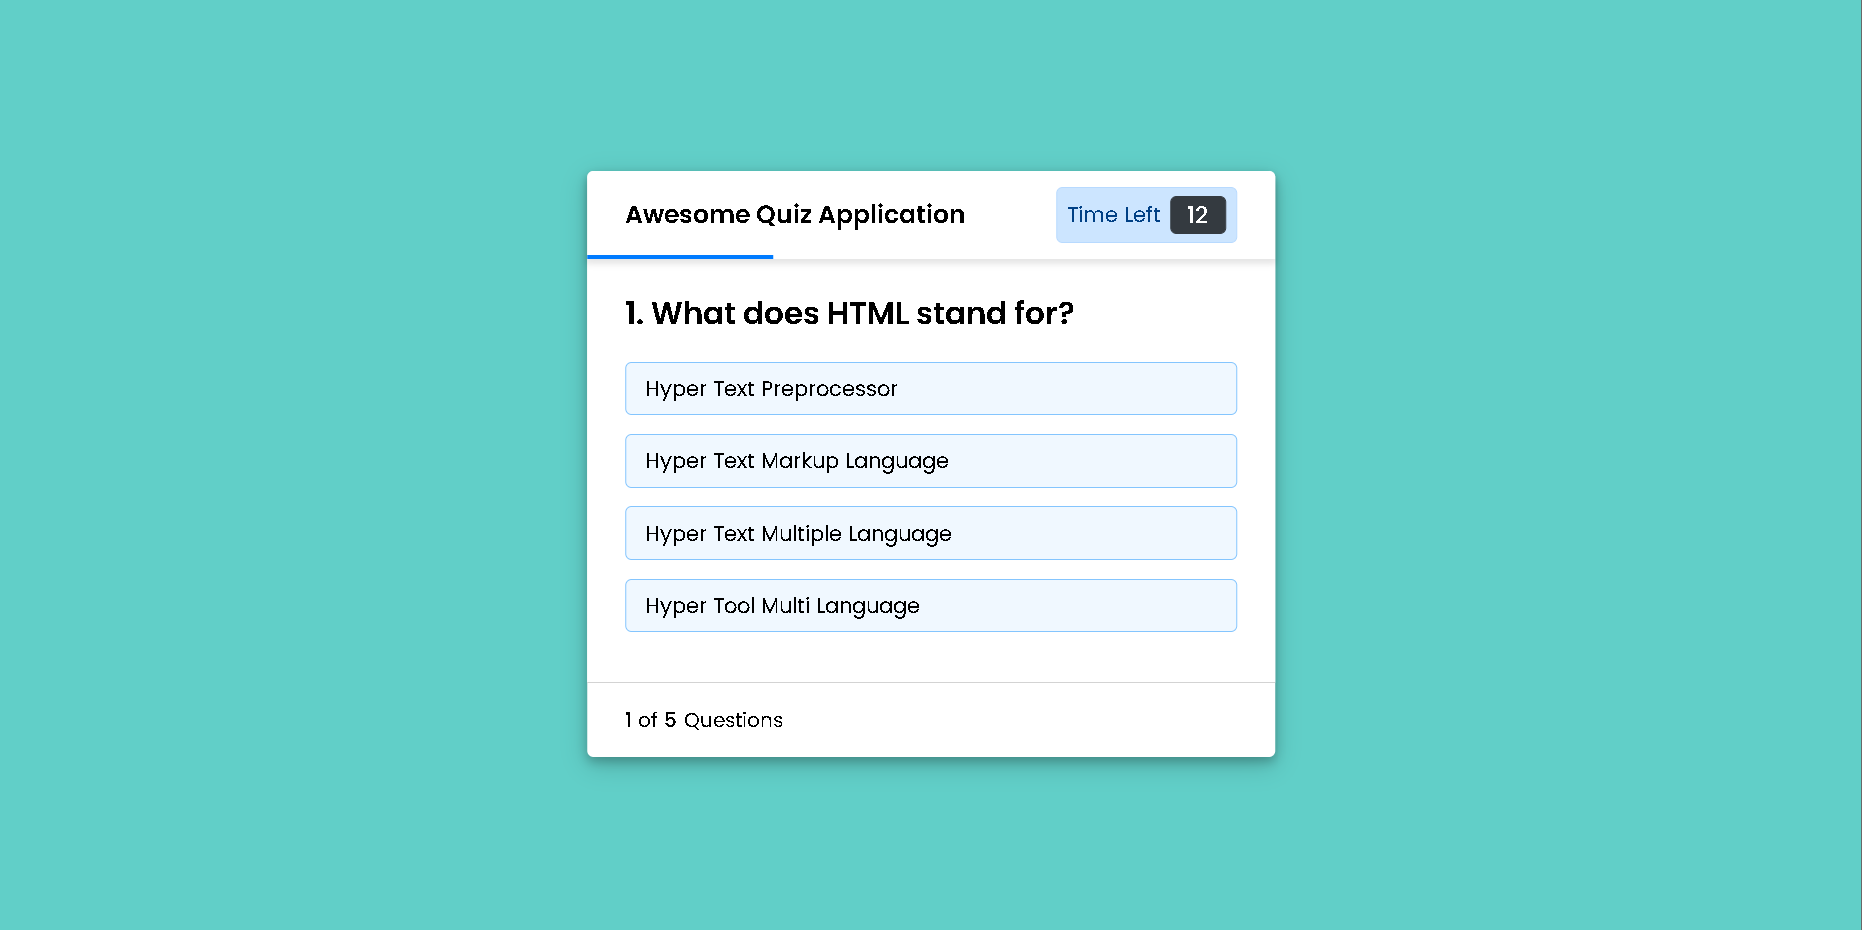 Awesome Quiz Application
Time Left 12
1. What does HTML stand for?
Hyper Text Preprocessor
Hyper Text Markup Language
Hyper Text Multiple Language
Hyper Tool Multi Language
1 of 5 Questions